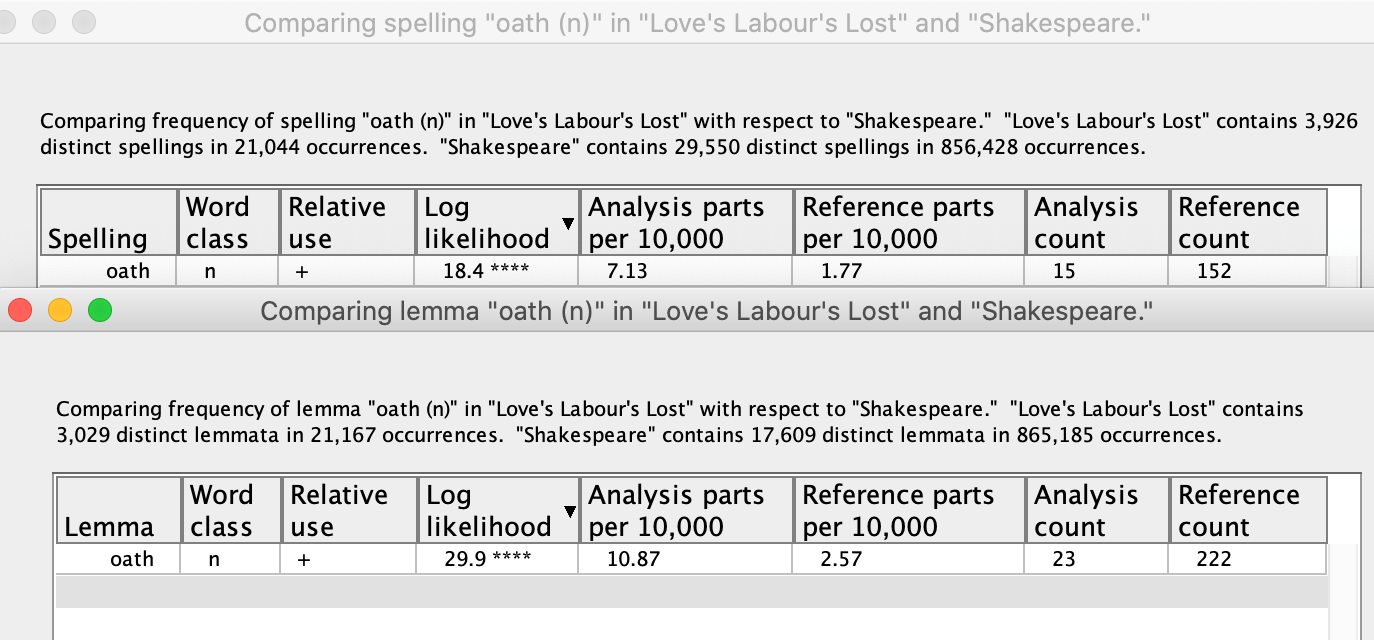 Comparing spelling "oath (n)" in "Love's Labour's Lost" and "Shakespeare."
Comparing frequency of spelling "oath (n)" in "Love's Labour's Lost" with respect to "Shakespeare."  "Love's Labour's Lost" contains 3,926
distinct spellings in 21,044 occurrences.  "Shakespeare" contains 29,550 distinct spellings in 856,428 occurrences.
Spelling Word class Relative use Log likelihood ▼ Analysis parts per 10,000 Reference parts per 10,000 Analysis count Reference count
oath n + 18.4 **** 7.13 1.77 15 152
Comparing lemma "oath (n)" in "Love's Labour's Lost" and "Shakespeare."
Comparing frequency of lemma "oath (n)" in "Love's Labour's Lost" with respect to "Shakespeare."  "Love's Labour's Lost" contains
3,029 distinct lemmata in 21,167 occurrences.  "Shakespeare" contains 17,609 distinct lemmata in 865,185 occurrences.
Lemma Word class Relative use Log likelihood ▼ Analysis parts per 10,000 Reference parts per 10,000 Analysis count Reference count
oath n + 29.9 **** 10.87 2.57 23 222